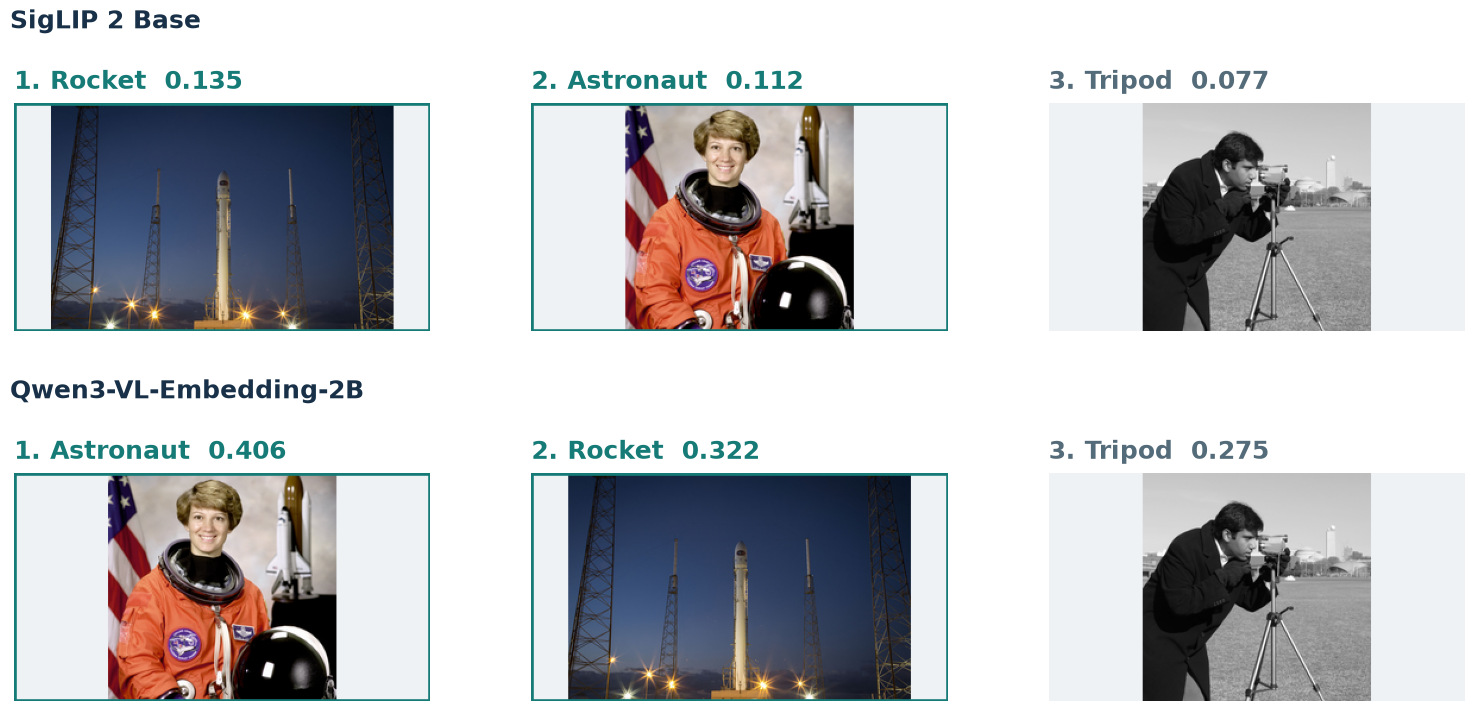 SigLIP 2 Base
1. Rocket 0.135
2. Astronaut 0.112
3. Tripod 0.077
Qwen3-VL-Embedding-2B
1. Astronaut 0.406
2. Rocket 0.322
3. Tripod 0.275